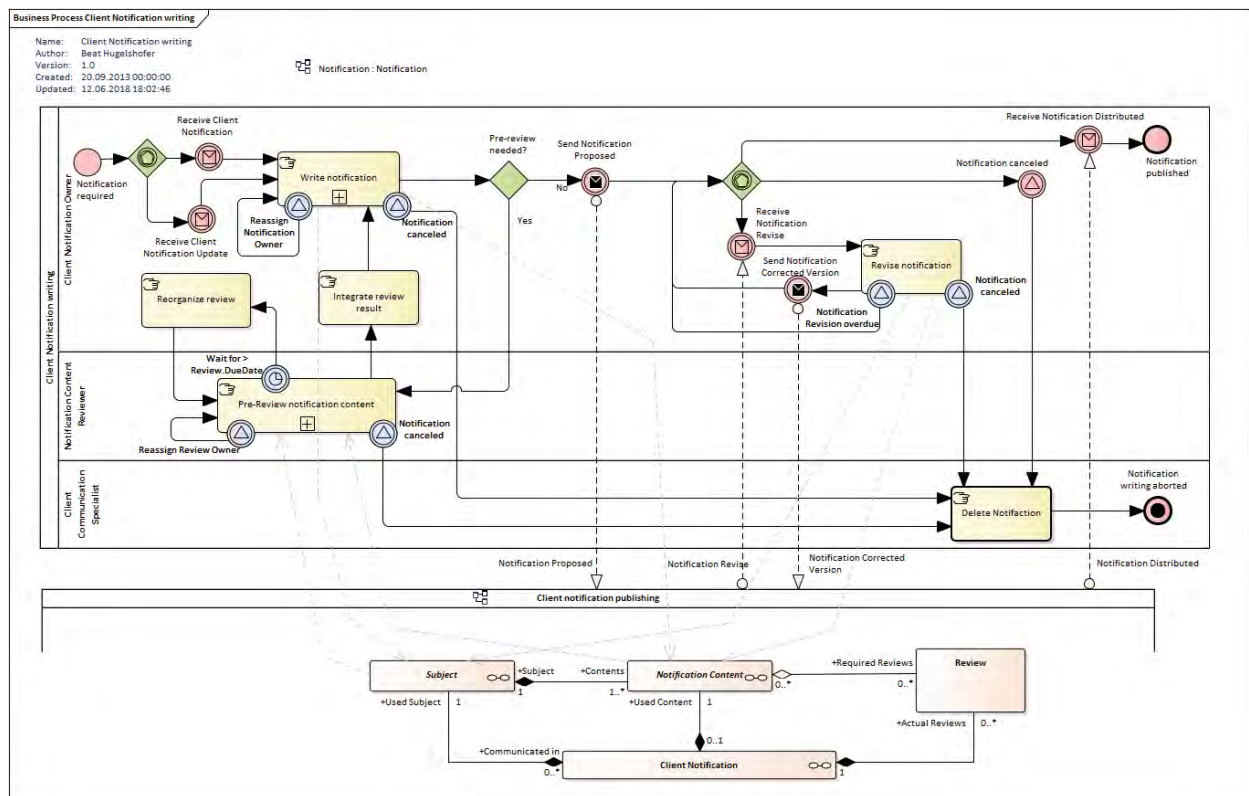 Business Process Client Notification writing
Name: Client Notification writing
Author: Beat Hugelshofer
Version: 1.0
Created: 20.09.2013 00:00:00
Updated: 12.06.2018 18:02:46
Notification : Notification
Client Notification writing
Client Notification Owner
Notification
required
Receive Client
Notification
Receive Client
Notification Update
Write notification
Reassign
Notification
Owner
Notification
canceled
Pre-review
needed?
No
Yes
Send Notification
Proposed
Receive Notification Distributed
Notification
published
Notification canceled
Receive
Notification
Revise
Send Notification
Corrected Version
Revise notification
Notification
Revision overdue
Notification
canceled
Reorganize review
Integrate review
result
Notification Content
Reviewer
Wait for >
Review.DueDate
Pre-Review notification content
Reassign Review Owner
Notification
canceled
Client
Communication
Specialist
Delete Notifaction
Notification
writing aborted
Notification Proposed
Notification Revise
Notification Corrected
Version
Notification Distributed
Client notification publishing
Subject
+Subject
1
+Contents
1..*
Notification Content
0..*
+Required Reviews
0..*
Review
+Used Subject
1
+Used Content
1
+Actual Reviews
0..*
+Communicated in
0..*
0..1
Client Notification
1